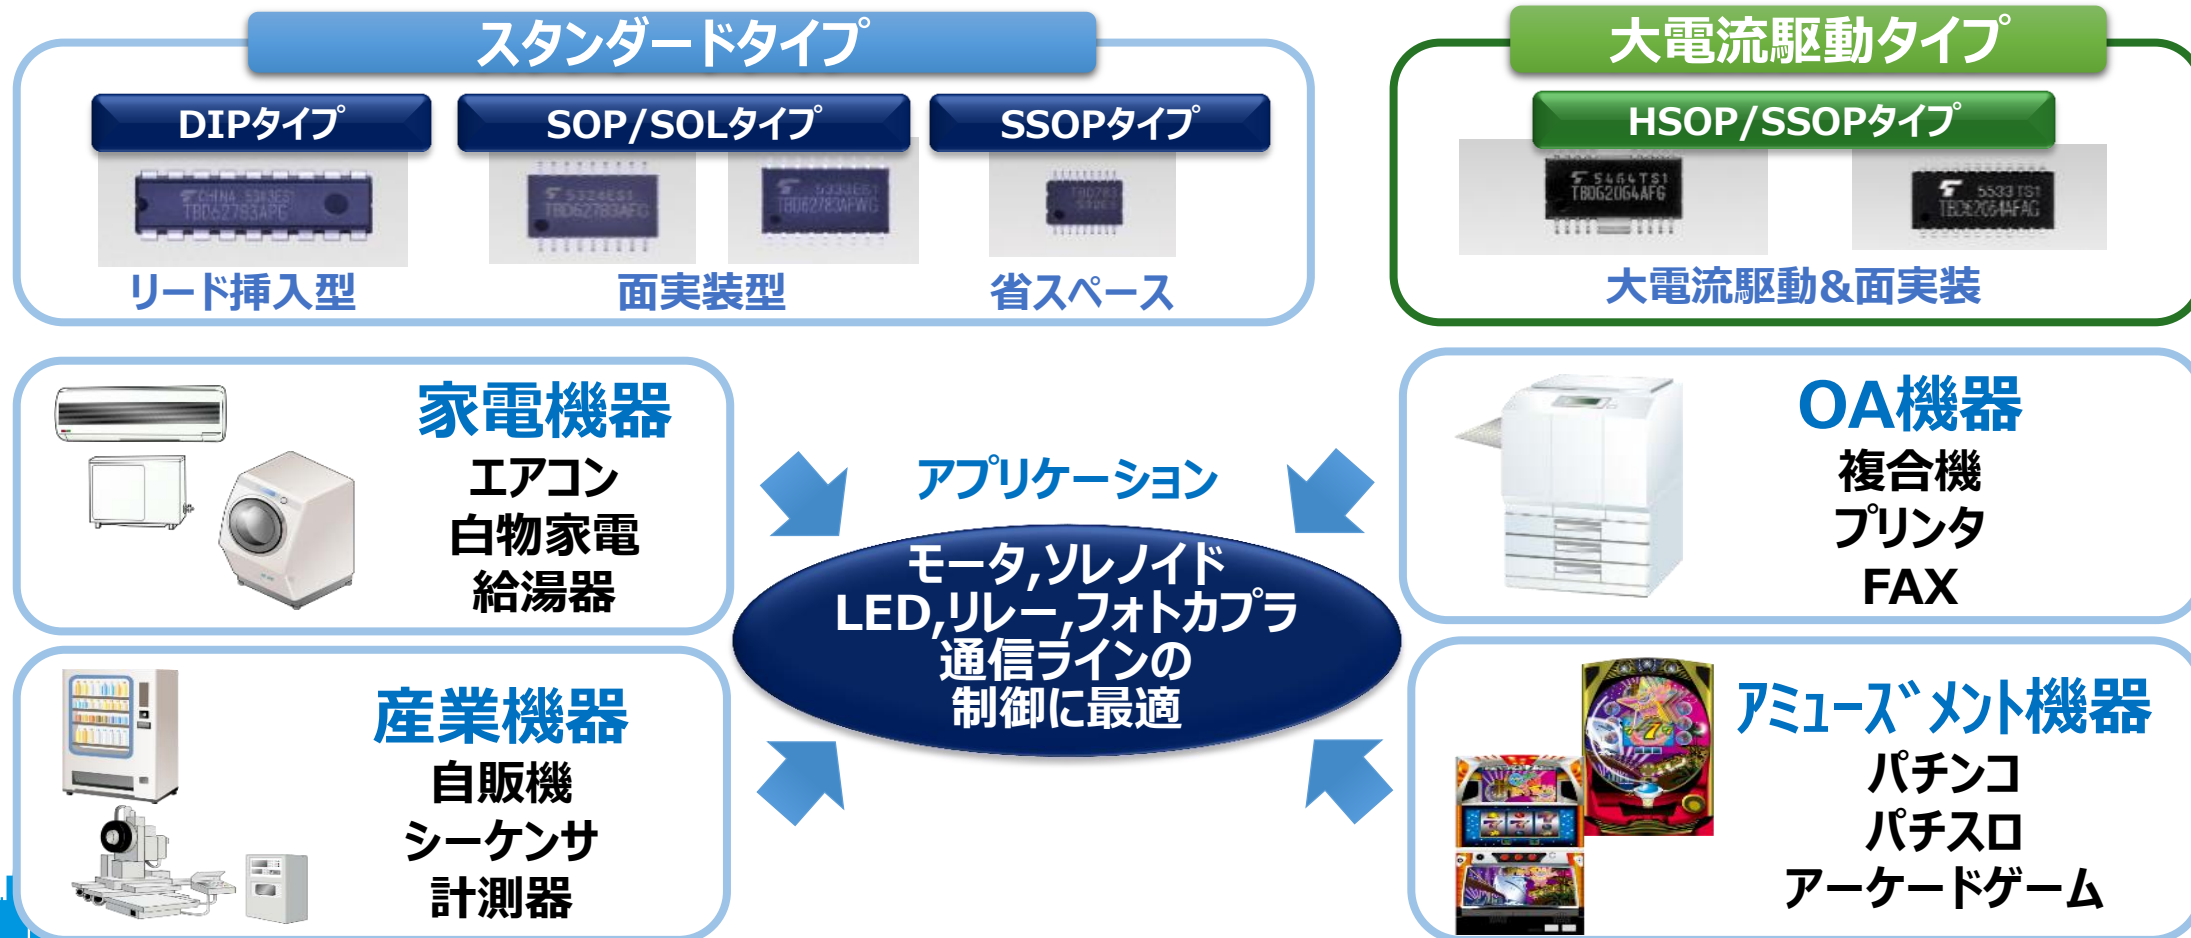 スタンダードタイプ
大電流駆動タイプ
DIPタイプ
SOP/SOLタイプ
SSOPタイプ
HSOP/SSOPタイプ
CHINA
TBD62783APG
5324ES1
TBD62783AFG
5333ES1
TBD62783AFWG
TBD783
5464TS1
TBD62064AFG
5533TS1
TBD62064AFAG
リード挿入型
面実装型
省スペース
大電流駆動&面実装
家電機器
エアコン
白物家電
給湯器
アプリケーション
モータ,ソレノイド
LED,リレー,フォトカプラ
通信ラインの
制御に最適
OA機器
複合機
プリンタ
FAX
産業機器
自販機
シーケンサ
計測器
ｱﾐｭｰｽﾞﾒﾝﾄ機器
パチンコ
パチスロ
アーケードゲーム